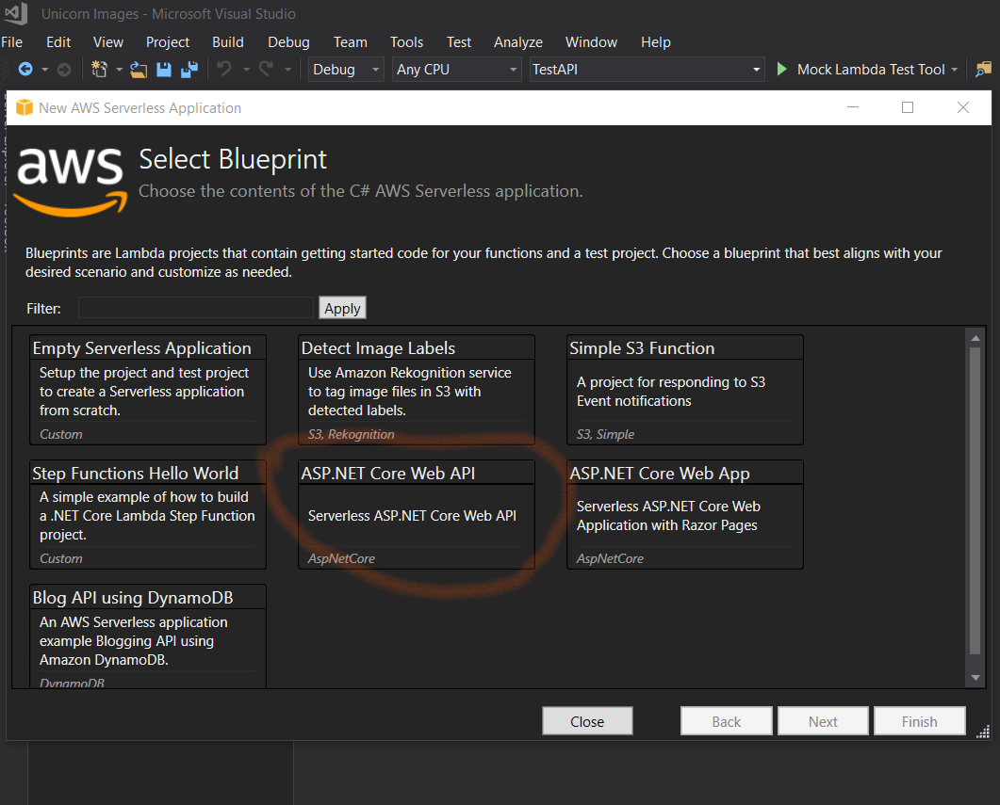 Unicorn Images - Microsoft Visual Studio
File Edit View Project Build Debug Team Tools Test Analyze Window Help
Debug Any CPU TestAPI Mock Lambda Test Tool
New AWS Serverless Application
aws
Select Blueprint
Choose the contents of the C# AWS Serverless application.
Blueprints are Lambda projects that contain getting started code for your functions and a test project. Choose a blueprint that best aligns with your
desired scenario and customize as needed.
Filter: Apply
Empty Serverless Application
Setup the project and test project
to create a Serverless application
from scratch.
Custom
Detect Image Labels
Use Amazon Rekognition service
to tag image files in S3 with
detected labels.
S3, Rekognition
Simple S3 Function
A project for responding to S3
Event notifications
S3, Simple
Step Functions Hello World
A simple example of how to build
a .NET Core Lambda Step Function
project.
Custom
ASP.NET Core Web API
Serverless ASP.NET Core Web API
AspNetCore
ASP.NET Core Web App
Serverless ASP.NET Core Web
Application with Razor Pages
AspNetCore
Blog API using DynamoDB
An AWS Serverless application
example Blogging API using
Amazon DynamoDB.
DynamoDB
Close Back Next Finish